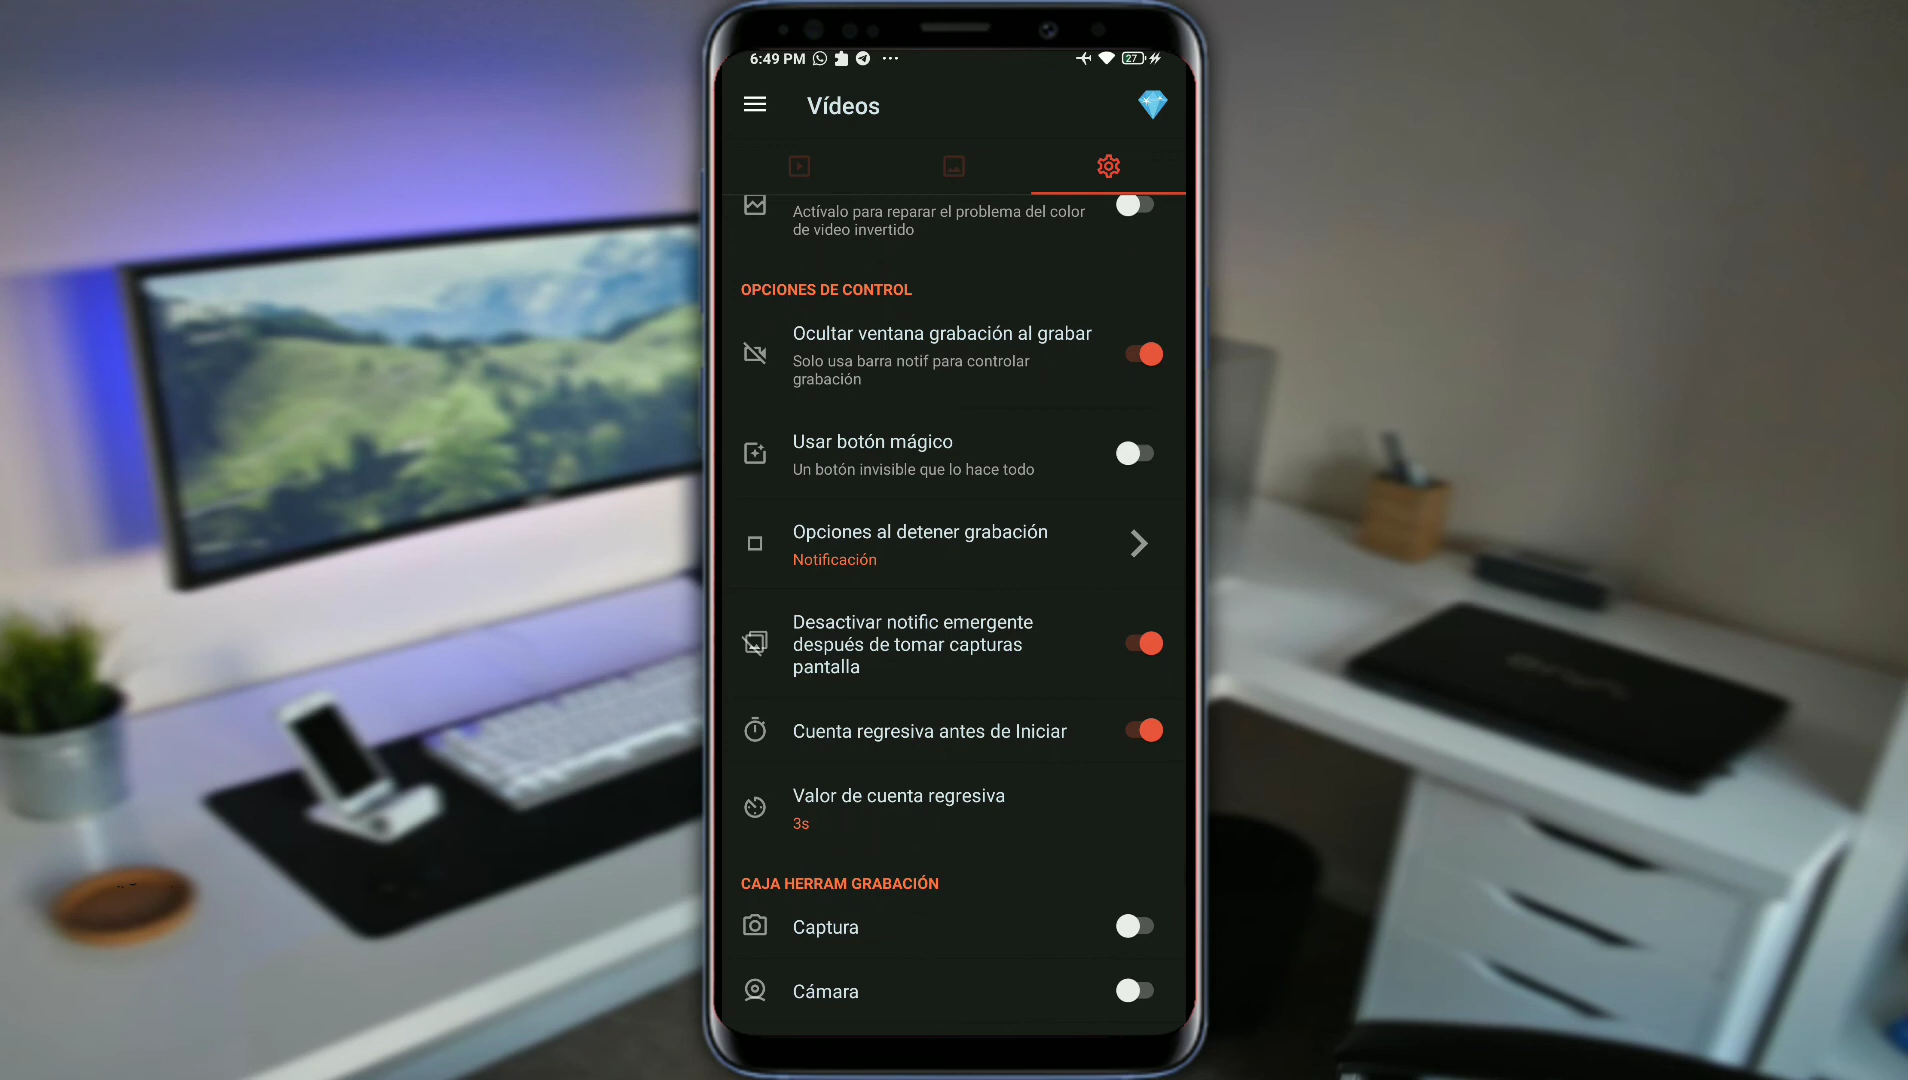 6:49 PM
27
Vídeos
Actívalo para reparar el problema del color
de video invertido
OPCIONES DE CONTROL
Ocultar ventana grabación al grabar
Solo usa barra notif para controlar
grabación
Usar botón mágico
Un botón invisible que lo hace todo
Opciones al detener grabación
Notificación
Desactivar notific emergente
después de tomar capturas
pantalla
Cuenta regresiva antes de Iniciar
Valor de cuenta regresiva
3s
CAJA HERRAM GRABACIÓN
Captura
Cámara